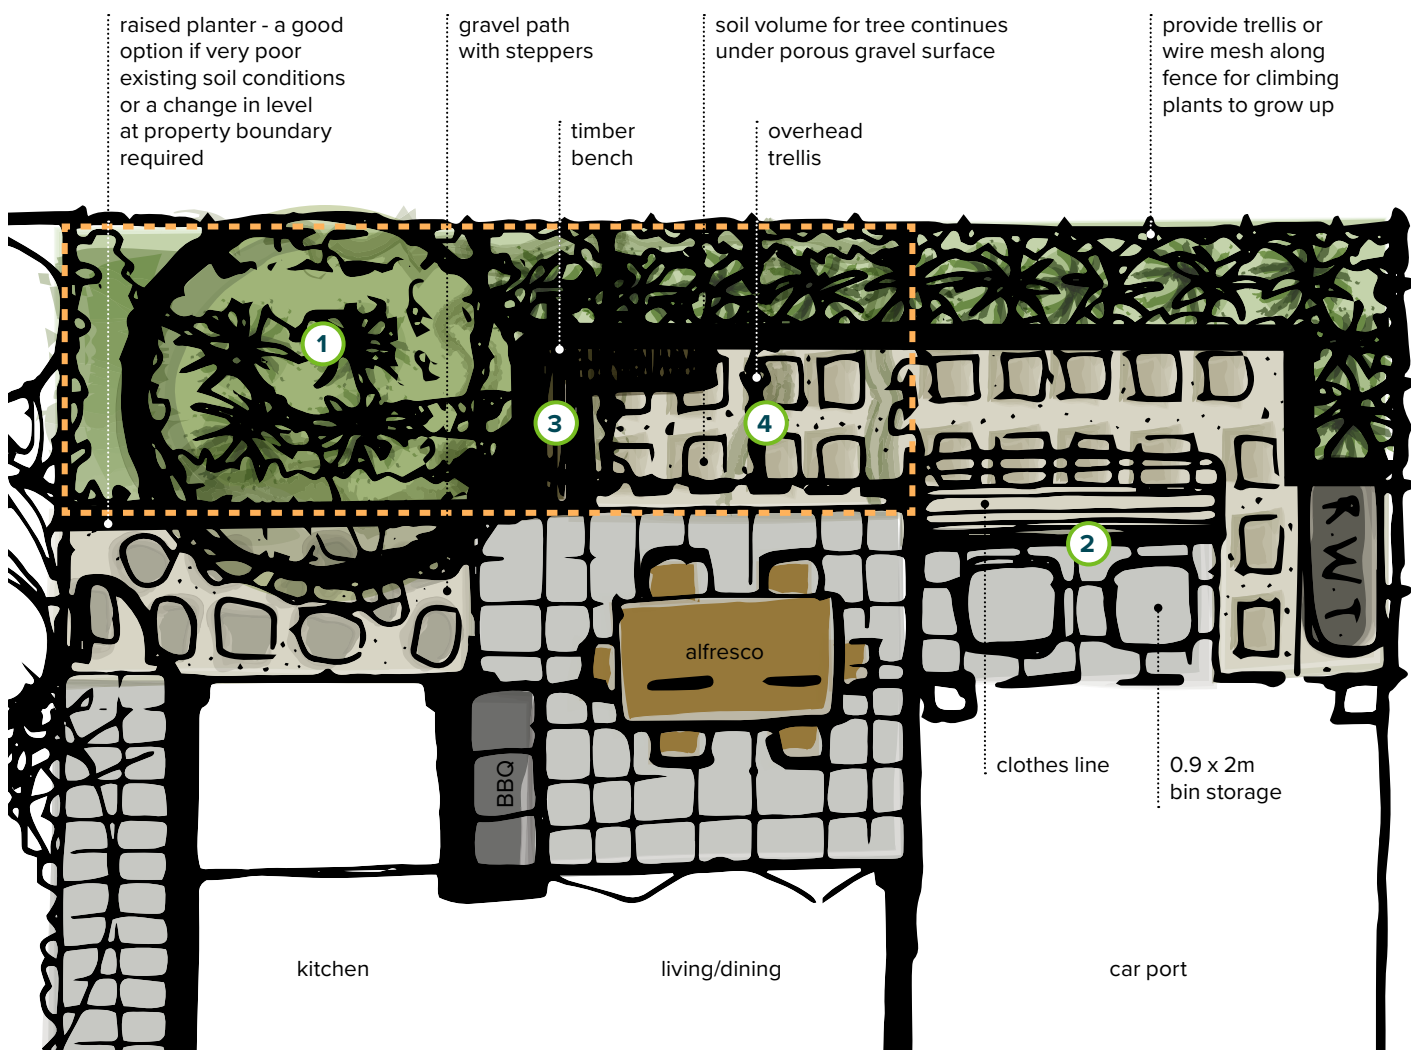 raised planter - a good
option if very poor
existing soil conditions
or a change in level
at property boundary
required
gravel path
with steppers
timber
bench
soil volume for tree continues
under porous gravel surface
overhead
trellis
provide trellis or
wire mesh along
fence for climbing
plants to grow up
1
3
4
2
RWT
alfresco
BBQ
clothes line
0.9 x 2m
bin storage
kitchen
living/dining
car port